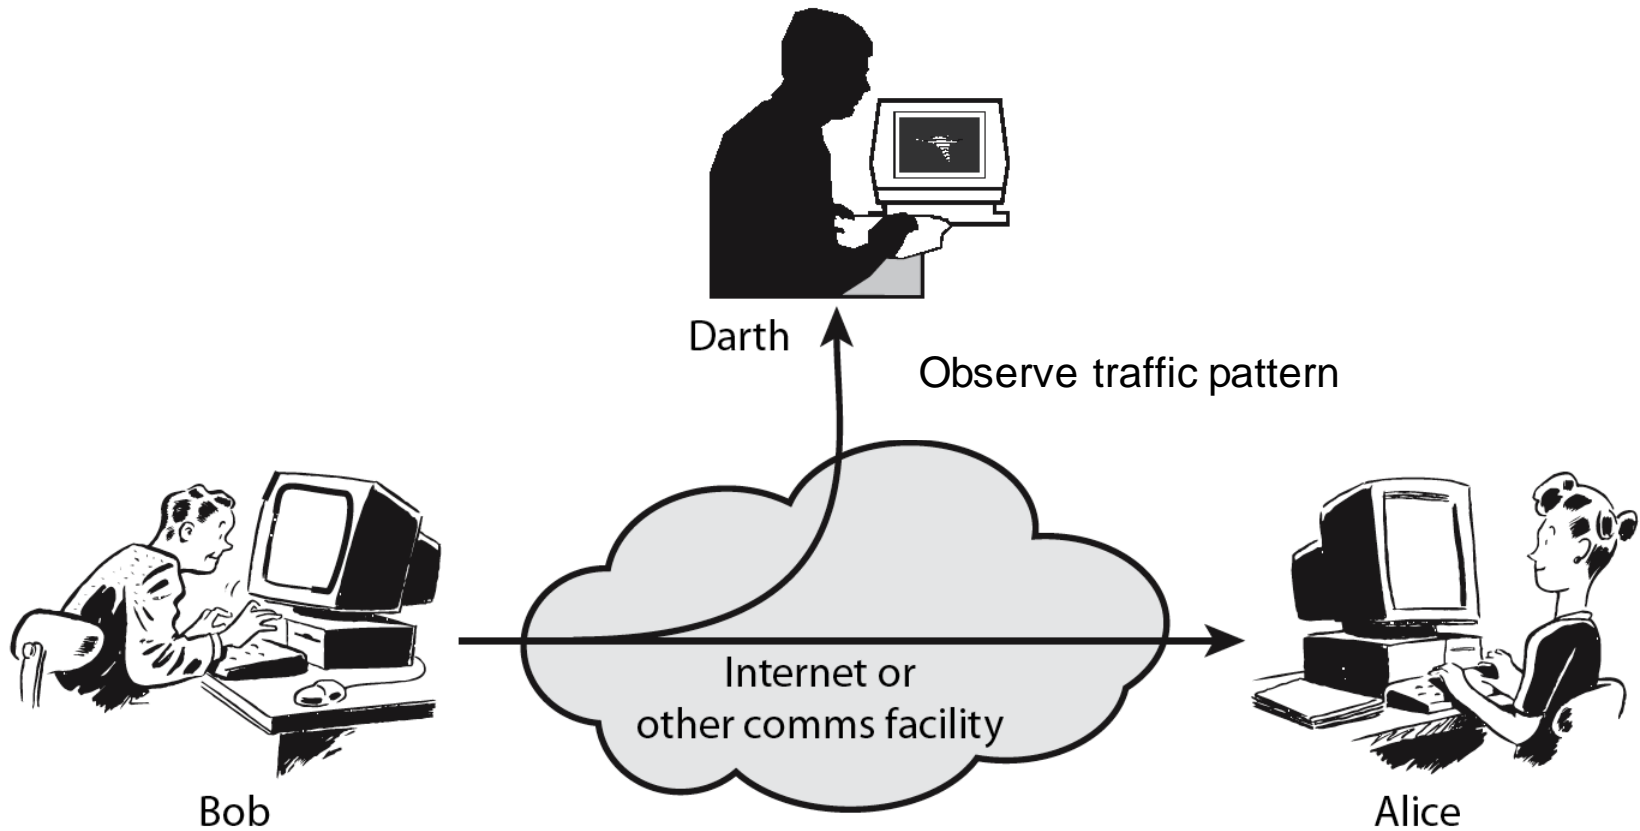 Darth
Observe traffic pattern
Internet or
other comms facility
Bob
Alice